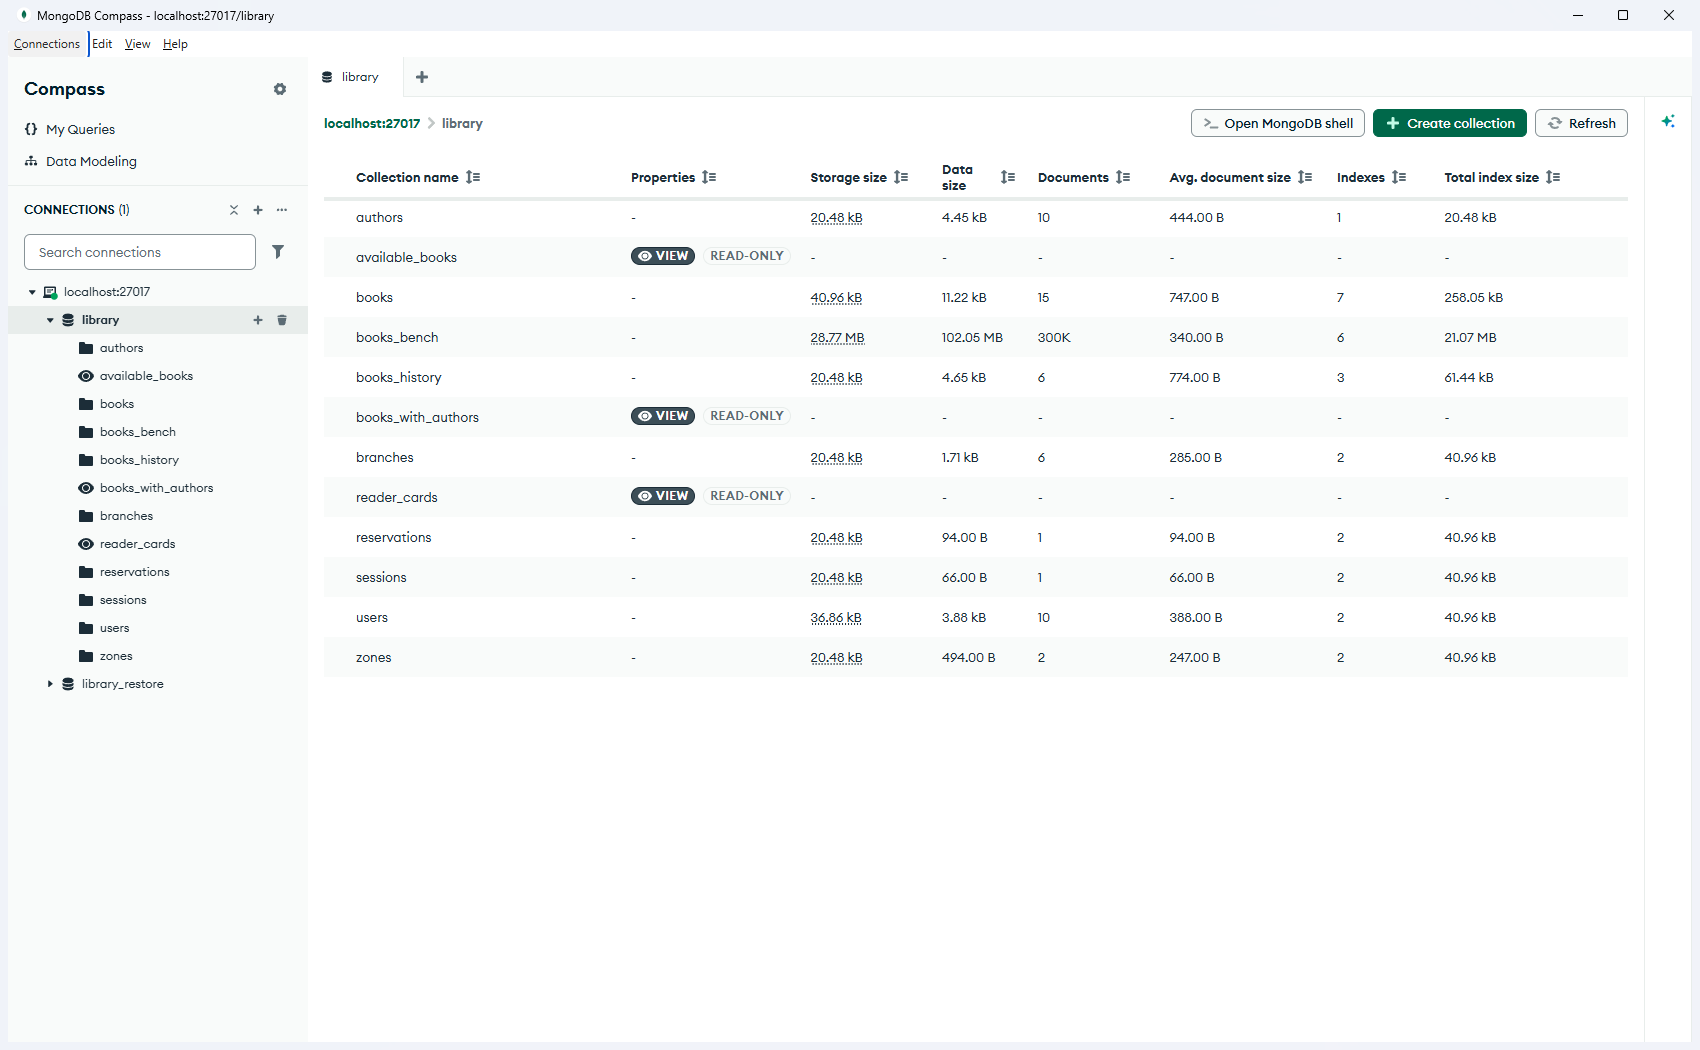 MongoDB Compass - localhost:27017/library
Connections Edit View Help
Compass
My Queries
Data Modeling
CONNECTIONS (1)
Search connections
localhost:27017
library
authors
available_books
books
books_bench
books_history
books_with_authors
branches
reader_cards
reservations
sessions
users
zones
library_restore
library
localhost:27017 library
>_ Open MongoDB shell
Create collection
Refresh
Collection name Properties Storage size Data size Documents Avg. document size Indexes Total index size
authors - 20.48 kB 4.45 kB 10 444.00 B 1 20.48 kB
available_books VIEW READ-ONLY - - - - - -
books - 40.96 kB 11.22 kB 15 747.00 B 7 258.05 kB
books_bench - 28.77 MB 102.05 MB 300K 340.00 B 6 21.07 MB
books_history - 20.48 kB 4.65 kB 6 774.00 B 3 61.44 kB
books_with_authors VIEW READ-ONLY - - - - - -
branches - 20.48 kB 1.71 kB 6 285.00 B 2 40.96 kB
reader_cards VIEW READ-ONLY - - - - - -
reservations - 20.48 kB 94.00 B 1 94.00 B 2 40.96 kB
sessions - 20.48 kB 66.00 B 1 66.00 B 2 40.96 kB
users - 36.86 kB 3.88 kB 10 388.00 B 2 40.96 kB
zones - 20.48 kB 494.00 B 2 247.00 B 2 40.96 kB